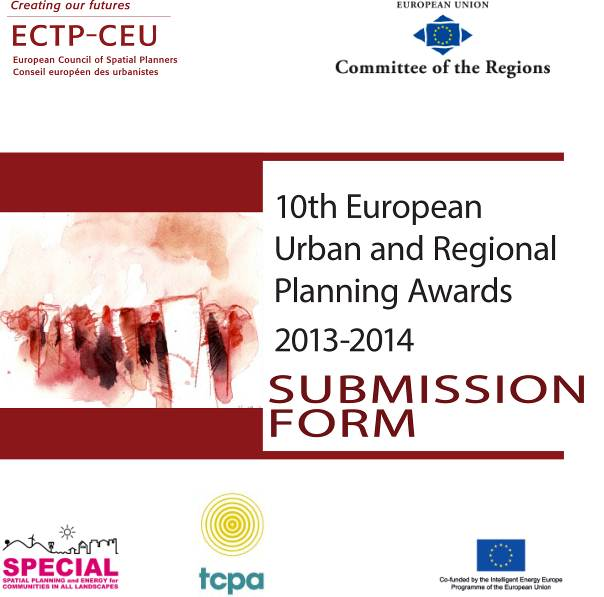 Creating our futures
ECTP-CEU
European Council of Spatial Planners
Conseil européen des urbanistes
EUROPEAN UNION
Committee of the Regions
10th European
Urban and Regional
Planning Awards
2013-2014
SUBMISSION
FORM
SPECIAL
SPATIAL PLANNING and ENERGY for
COMMUNITIES IN ALL LANDSCAPES
tcpa
Co-funded by the Intelligent Energy Europe
Programme of the European Union